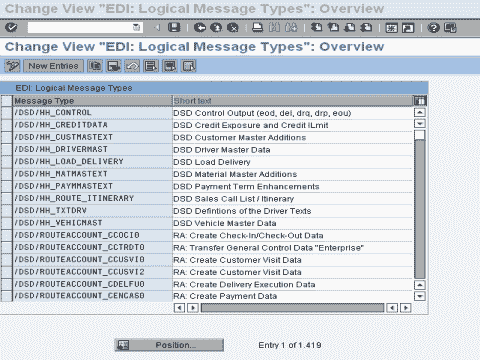 Change View "EDI: Logical Message Types": Overview
Change View "EDI: Logical Message Types": Overview
New Entries
EDI: Logical Message Types
Message Type Short text
/DSD/HH_CONTROL DSD Control Output (eod, del, drq, drp, eou)
/DSD/HH_CREDITDATA DSD Credit Exposure and Credit lLmit
/DSD/HH_CUSTMASTEXT DSD Customer Master Additions
/DSD/HH_DRIVERMAST DSD Driver Master Data
/DSD/HH_LOAD_DELIVERY DSD Load Delivery
/DSD/HH_MATMASTEXT DSD Material Master Additions
/DSD/HH_PAYMMASTEXT DSD Payment Term Enhancements
/DSD/HH_ROUTE_ITINERARY DSD Sales Call List / Itinerary
/DSD/HH_TXTDRV DSD Defintions of the Driver Texts
/DSD/HH_VEHICMAST DSD Vehicle Master Data
/DSD/ROUTEACCOUNT_CCOCI0 RA: Create Check-In/Check-Out Data
/DSD/ROUTEACCOUNT_CCTRDT0 RA: Transfer General Control Data "Enterprise"
/DSD/ROUTEACCOUNT_CCUSVI0 RA: Create Customer Visit Data
/DSD/ROUTEACCOUNT_CCUSVI2 RA: Create Customer Visit Data
/DSD/ROUTEACCOUNT_CDELFU0 RA: Create Delivery Execution Data
/DSD/ROUTEACCOUNT_CENCAS0 RA: Create Payment Data
Position... Entry 1 of 1.419